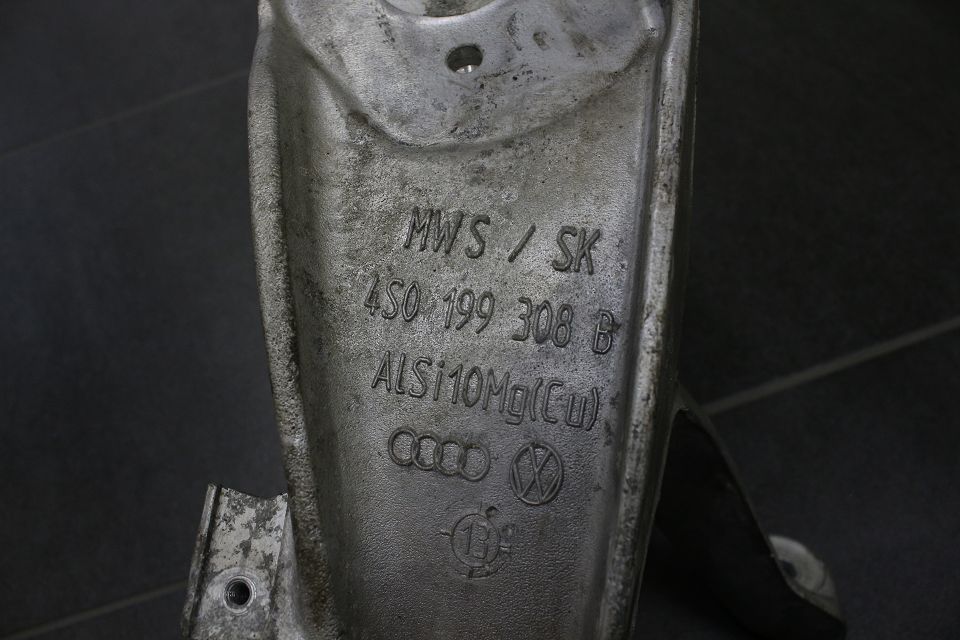 MWS / SK
4S0 199 308 B
AlSi10Mg(Cu)
13